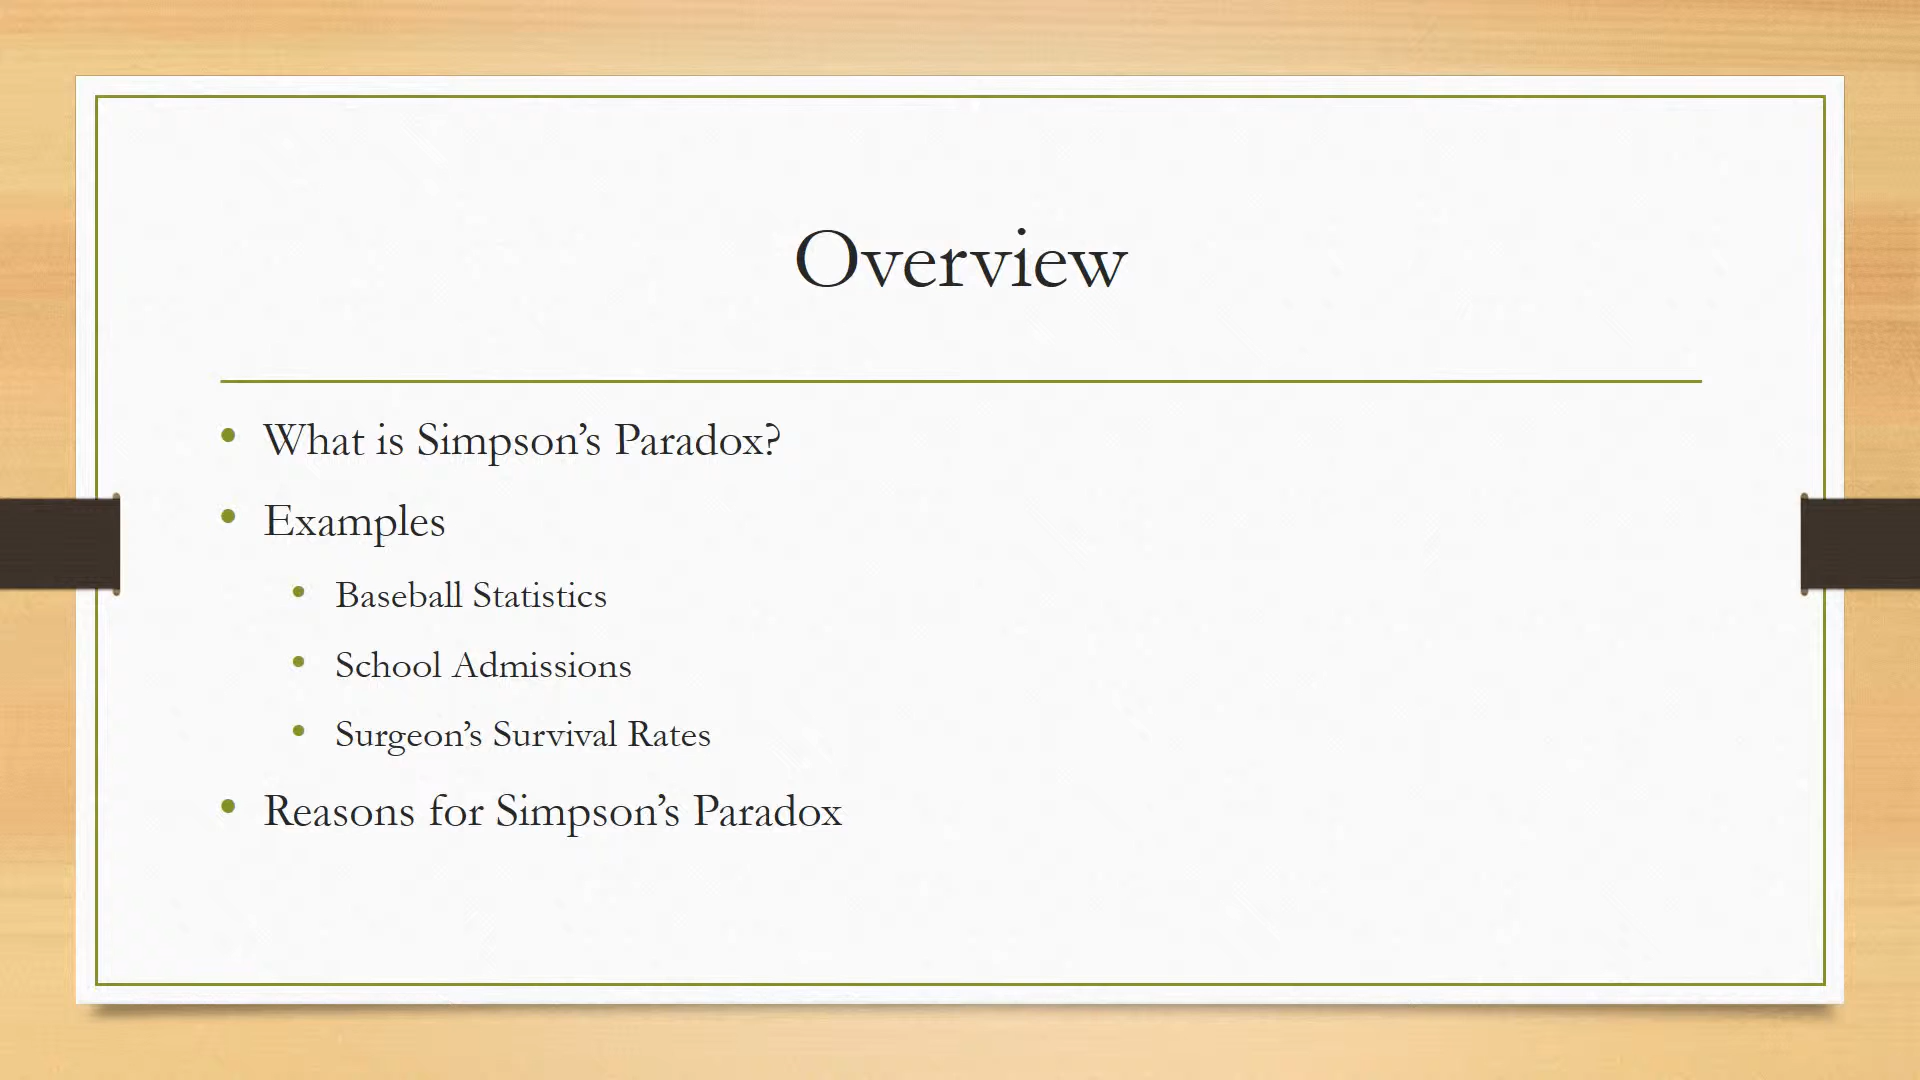 Overview
• What is Simpson’s Paradox?
• Examples
• Baseball Statistics
• School Admissions
• Surgeon’s Survival Rates
• Reasons for Simpson’s Paradox